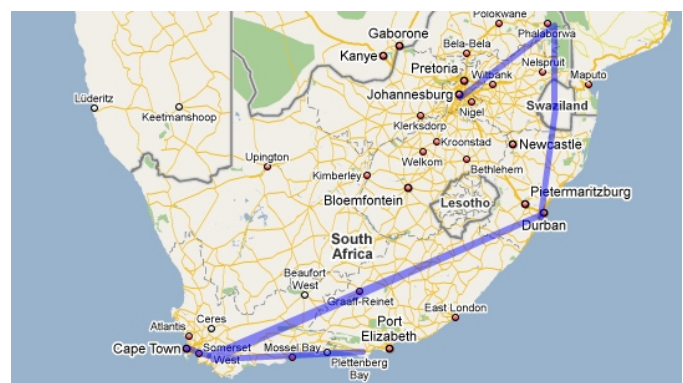 Polokwane
Phalaborwa
Gaborone
Bela-Bela
Kanye
Pretoria
Nelspruit
Witbank
Maputo
Johannesburg
Lüderitz
Keetmanshoop
Nigel
Swaziland
Klerksdorp
Kroonstad
Newcastle
Upington
Welkom
Kimberley
Bethlehem
Bloemfontein
Lesotho
Pietermaritzburg
Durban
South
Africa
Beaufort
West
Graaff-Reinet
East London
Atlantis
Ceres
Port
Elizabeth
Cape Town
Somerset
West
Mossel Bay
Plettenberg
Bay